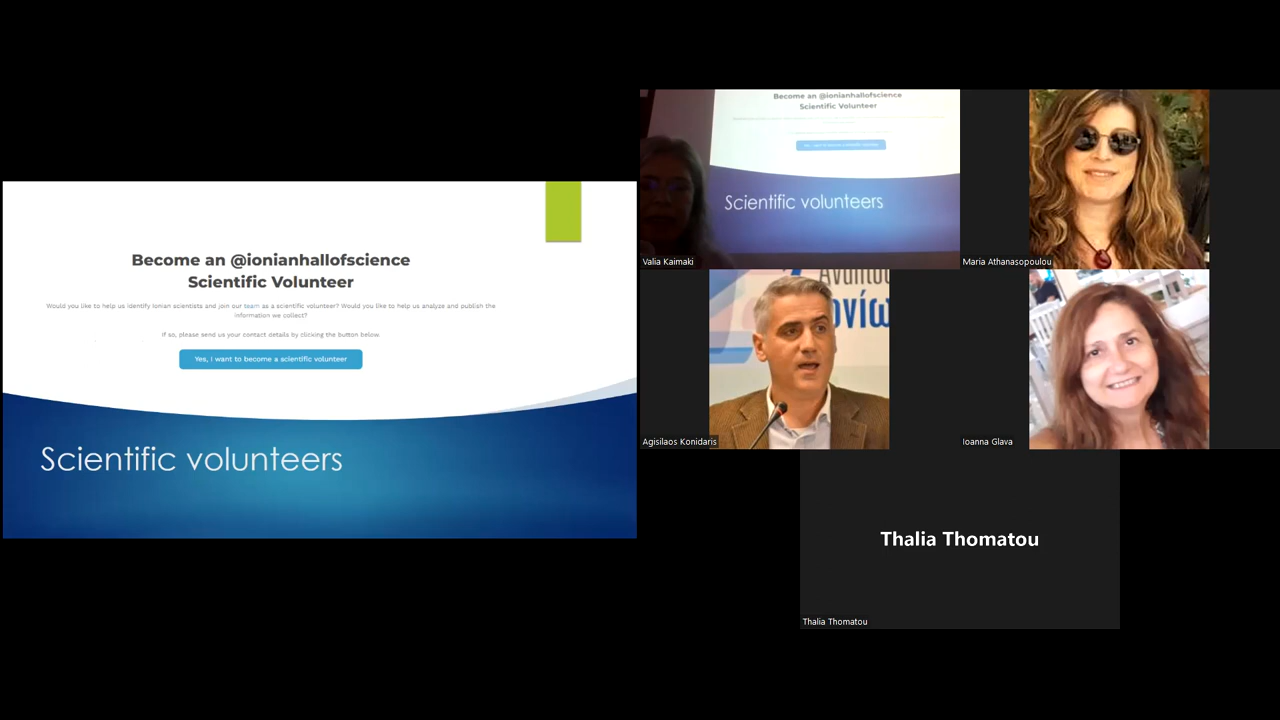 Become an @ionianhallofscience
Scientific Volunteer
Would you like to help us identify Ionian scientists and join our team as a scientific volunteer? Would you like to help us analyze and publish the
information we collect?
If so, please send us your contact details by clicking the button below.
Yes, I want to become a scientific volunteer
Scientific volunteers
Become an @ionianhallofscience
Scientific Volunteer
Scientific volunteers
Valia Kaimaki
Maria Athanasopoulou
Agisilaos Konidaris
Ioanna Glava
Thalia Thomatou
Thalia Thomatou